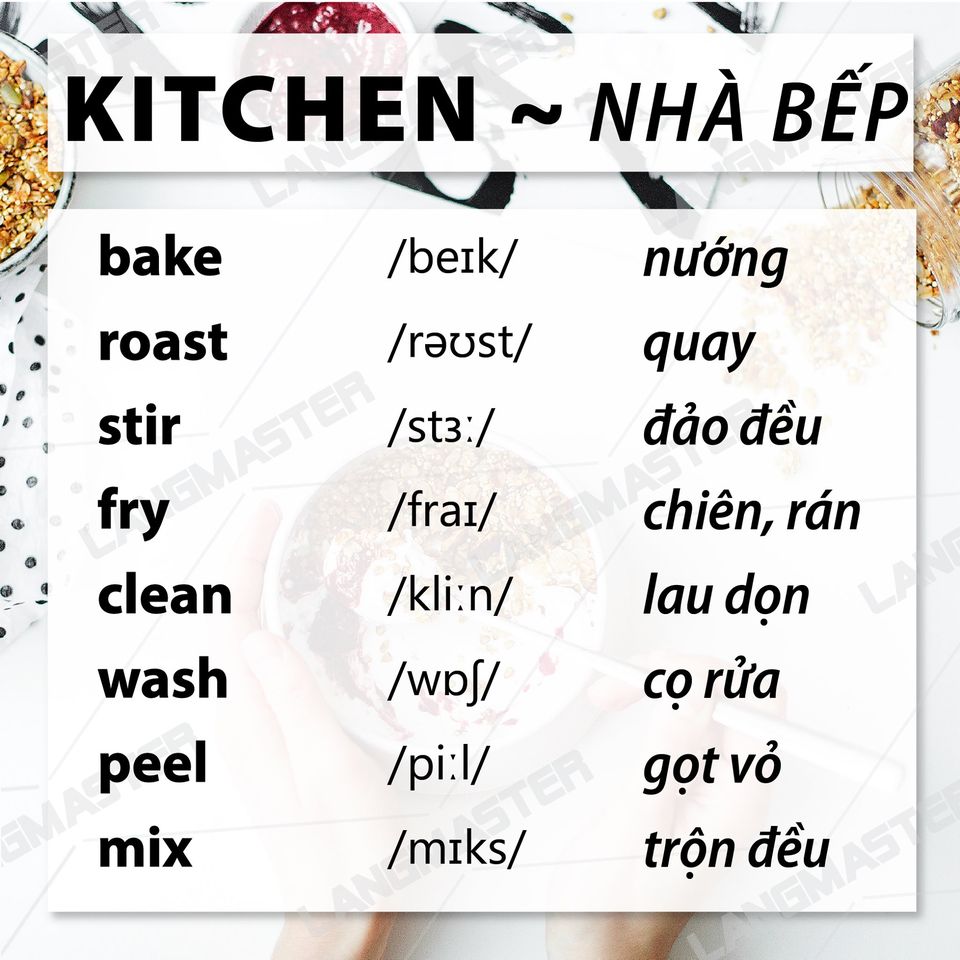 KITCHEN ~ NHÀ BẾP
bake /beɪk/ nướng
roast /rəʊst/ quay
stir /stɜː/ đảo đều
fry /fraɪ/ chiên, rán
clean /kliːn/ lau dọn
wash /wɒʃ/ cọ rửa
peel /piːl/ gọt vỏ
mix /mɪks/ trộn đều
LANGMASTER